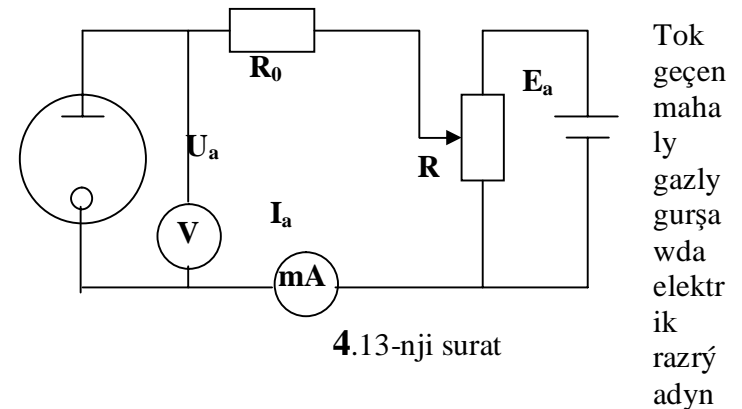 R₀
Eₐ
Uₐ
R
Iₐ
V
mA
4.13-nji surat
Tok
geçen
maha
ly
gazly
gurşa
wda
elektr
ik
razrý
adyn